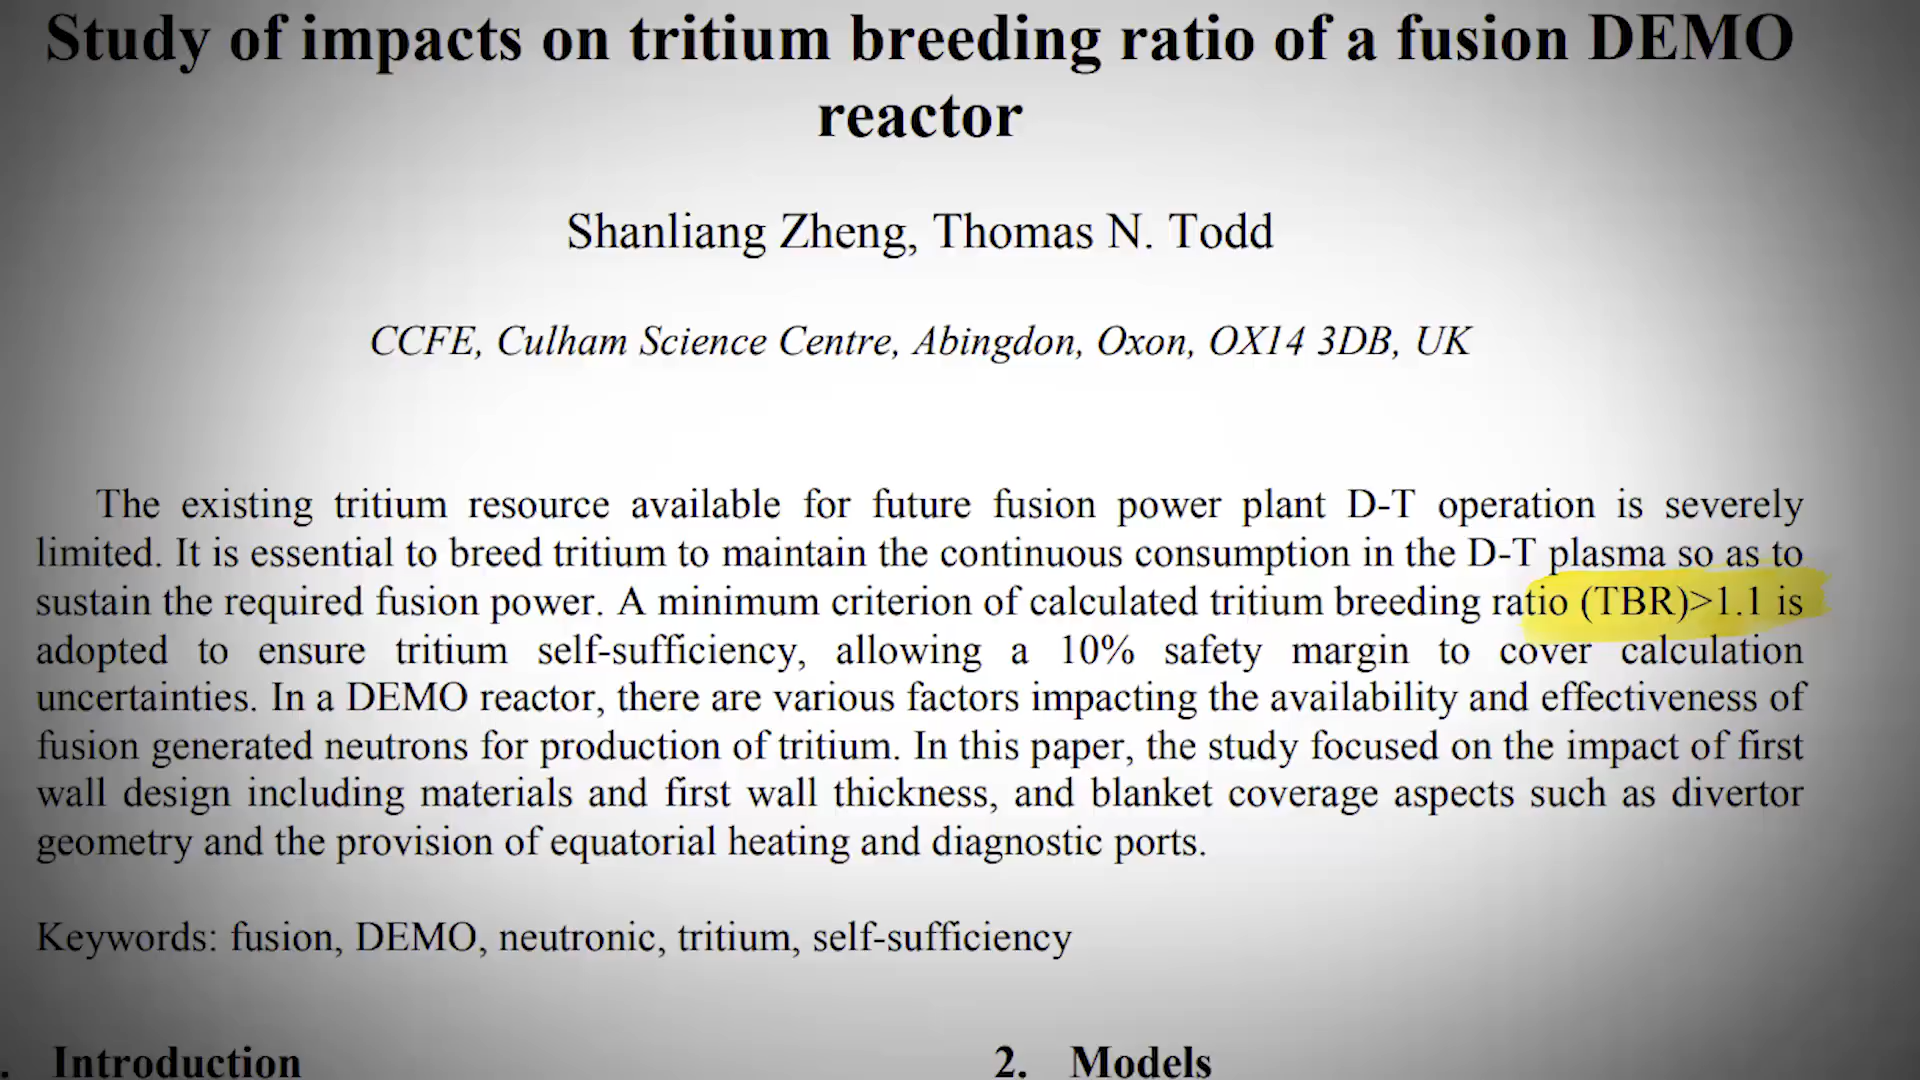 Study of impacts on tritium breeding ratio of a fusion DEMO
reactor
Shanliang Zheng, Thomas N. Todd
CCFE, Culham Science Centre, Abingdon, Oxon, OX14 3DB, UK
The existing tritium resource available for future fusion power plant D-T operation is severely
limited. It is essential to breed tritium to maintain the continuous consumption in the D-T plasma so as to
sustain the required fusion power. A minimum criterion of calculated tritium breeding ratio (TBR)>1.1 is
adopted to ensure tritium self-sufficiency, allowing a 10% safety margin to cover calculation
uncertainties. In a DEMO reactor, there are various factors impacting the availability and effectiveness of
fusion generated neutrons for production of tritium. In this paper, the study focused on the impact of first
wall design including materials and first wall thickness, and blanket coverage aspects such as divertor
geometry and the provision of equatorial heating and diagnostic ports.
Keywords: fusion, DEMO, neutronic, tritium, self-sufficiency
. Introduction
2. Models